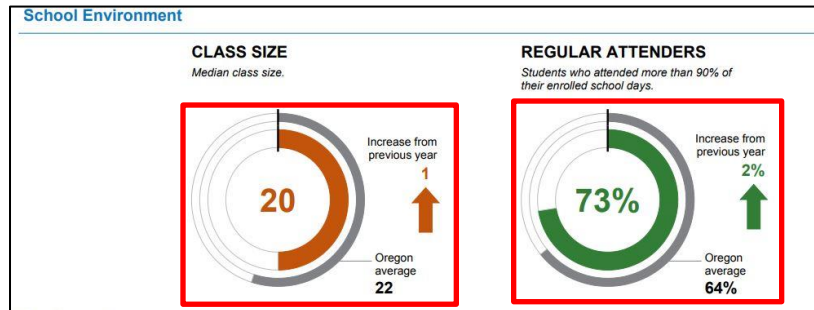 School Environment
CLASS SIZE
Median class size.
Increase from
previous year
1
20
Oregon
average
22
REGULAR ATTENDERS
Students who attended more than 90% of
their enrolled school days.
Increase from
previous year
2%
73%
Oregon
average
64%